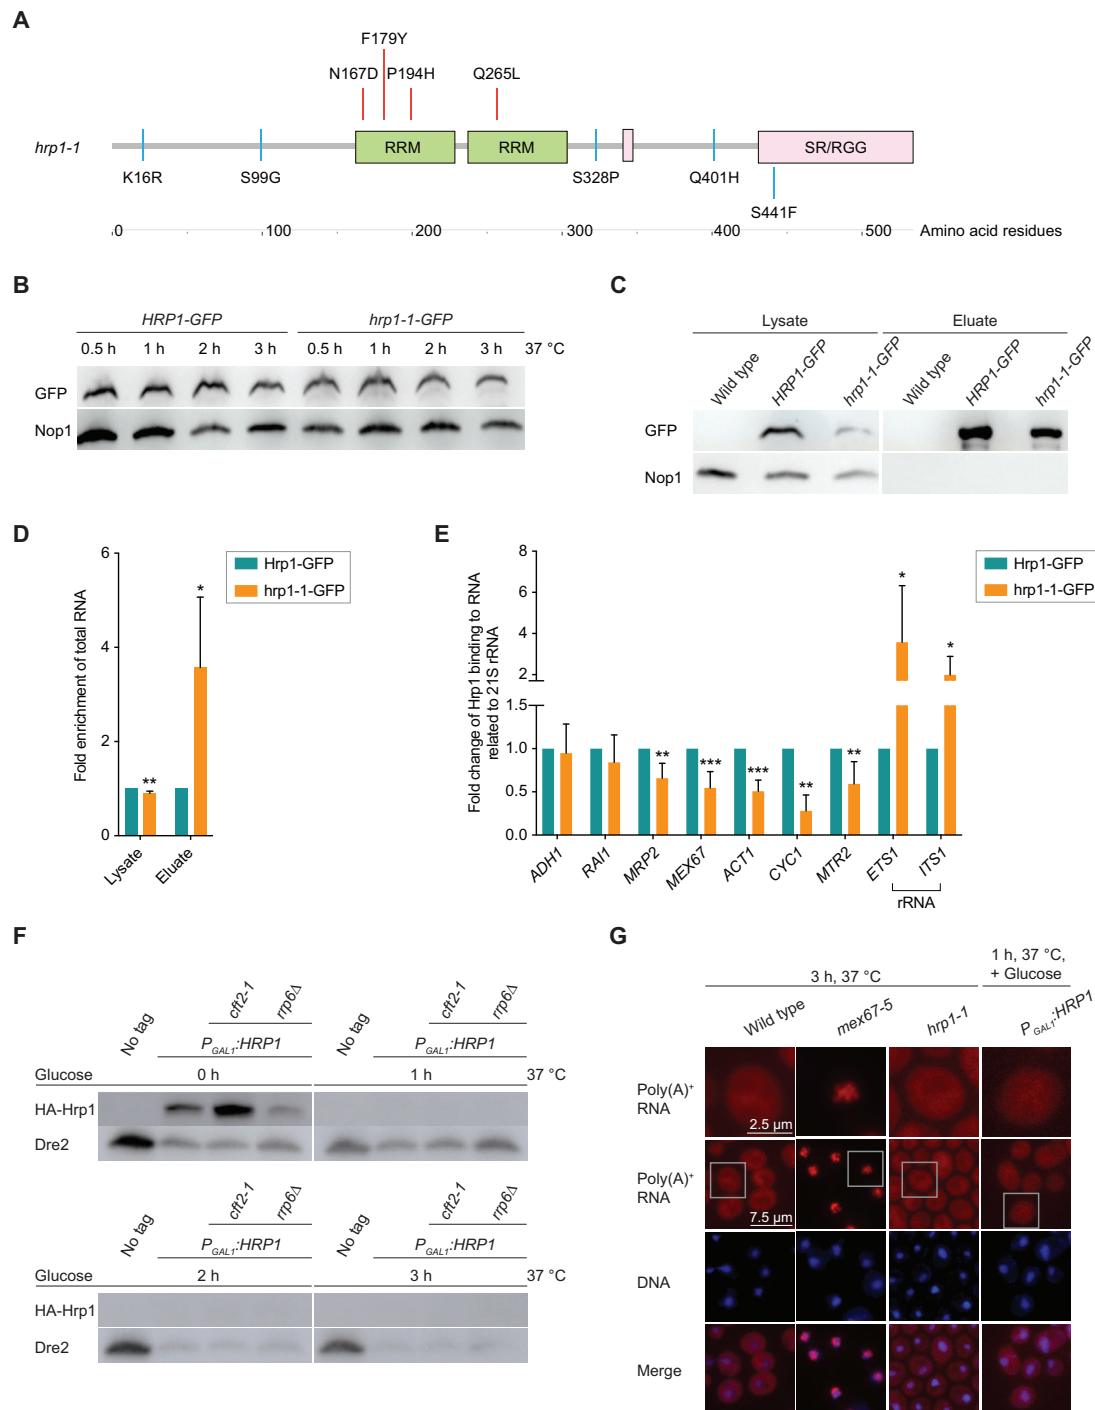 A
F179Y
N167D P194H Q265L
hrp1-1 RRM RRM SR/RGG
K16R S99G S328P Q401H
S441F
0 100 200 300 400 500 Amino acid residues
B
HRP1-GFP hrp1-1-GFP
0.5 h 1 h 2 h 3 h 0.5 h 1 h 2 h 3 h 37 °C
GFP
Nop1
C
Lysate Eluate
Wild type HRP1-GFP hrp1-1-GFP Wild type HRP1-GFP hrp1-1-GFP
GFP
Nop1
D
Fold enrichment of total RNA
6
4
2
0
Hrp1-GFP
hrp1-1-GFP
** *
Lysate Eluate
E
Fold change of Hrp1 binding to RNA
related to 21S rRNA
8
6
4
2
1.5
1.0
0.5
0.0
Hrp1-GFP
hrp1-1-GFP
** *** *** ** ** * *
ADH1 RAI1 MRP2 MEX67 ACT1 CYC1 MTR2 ETS1 ITS1
rRNA
F
No tag cft2-1 rrp6Δ No tag cft2-1 rrp6Δ
PGAL1:HRP1 PGAL1:HRP1
Glucose 0 h 1 h 37 °C
HA-Hrp1
Dre2
No tag cft2-1 rrp6Δ No tag cft2-1 rrp6Δ
PGAL1:HRP1 PGAL1:HRP1
Glucose 2 h 3 h 37 °C
HA-Hrp1
Dre2
G
1 h, 37 °C,
3 h, 37 °C + Glucose
Wild type mex67-5 hrp1-1 PGAL1:HRP1
Poly(A)+
RNA
2.5 µm
Poly(A)+
RNA
7.5 µm
DNA
Merge